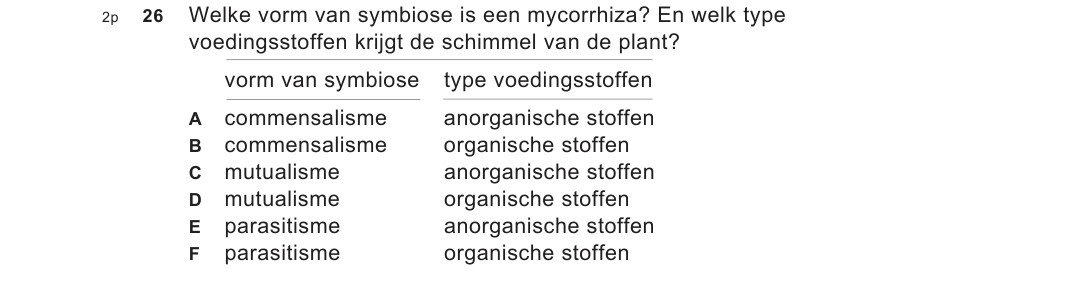 2p 26 Welke vorm van symbiose is een mycorrhiza? En welk type
voedingsstoffen krijgt de schimmel van de plant?
vorm van symbiose type voedingsstoffen
A commensalisme anorganische stoffen
B commensalisme organische stoffen
C mutualisme anorganische stoffen
D mutualisme organische stoffen
E parasitisme anorganische stoffen
F parasitisme organische stoffen